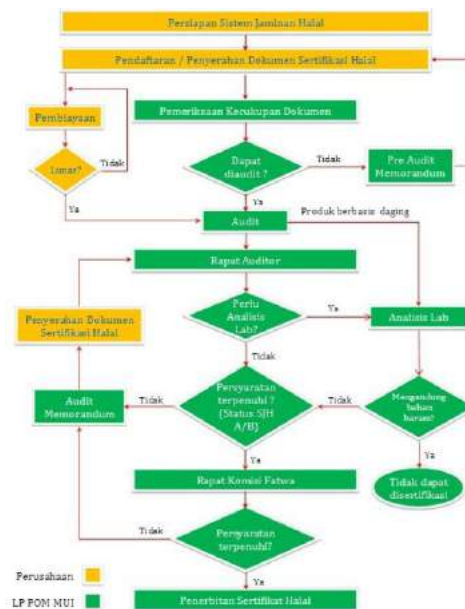 Persiapan Sistem Jaminan Halal
Pendaftaran / Penyerahan Dokumen Sertifikasi Halal
Pembiayaan
Pemeriksaan Kecukupan Dokumen
Lunas?
Tidak
Dapat
diaudit ?
Tidak
Pre Audit
Memorandum
Ya
Ya
Audit
Produk berbasis daging
Rapat Auditor
Penyerahan Dokumen
Sertifikasi Halal
Perlu
Analisis
Lab?
Ya
Analisis Lab
Tidak
Audit
Memorandum
Tidak
Persyaratan
terpenuhi ?
(Status SJH
A/B)
Tidak
Mengandung
bahan
haram?
Ya
Ya
Rapat Komisi Fatwa
Tidak dapat
disertifikasi
Tidak
Persyaratan
terpenuhi?
Perusahaan
Ya
LP POM MUI
Penerbitan Sertifikat Halal